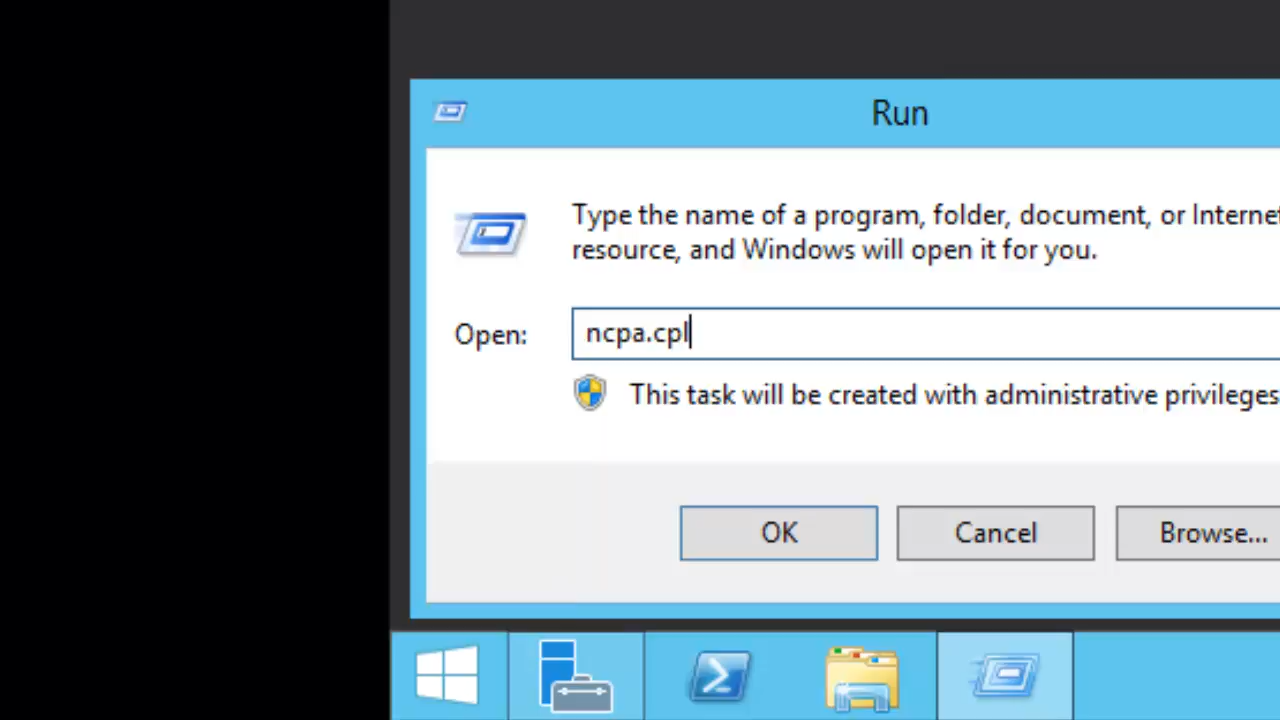 Run
Type the name of a program, folder, document, or Internet
resource, and Windows will open it for you.
Open:
ncpa.cpl
This task will be created with administrative privileges
OK
Cancel
Browse...